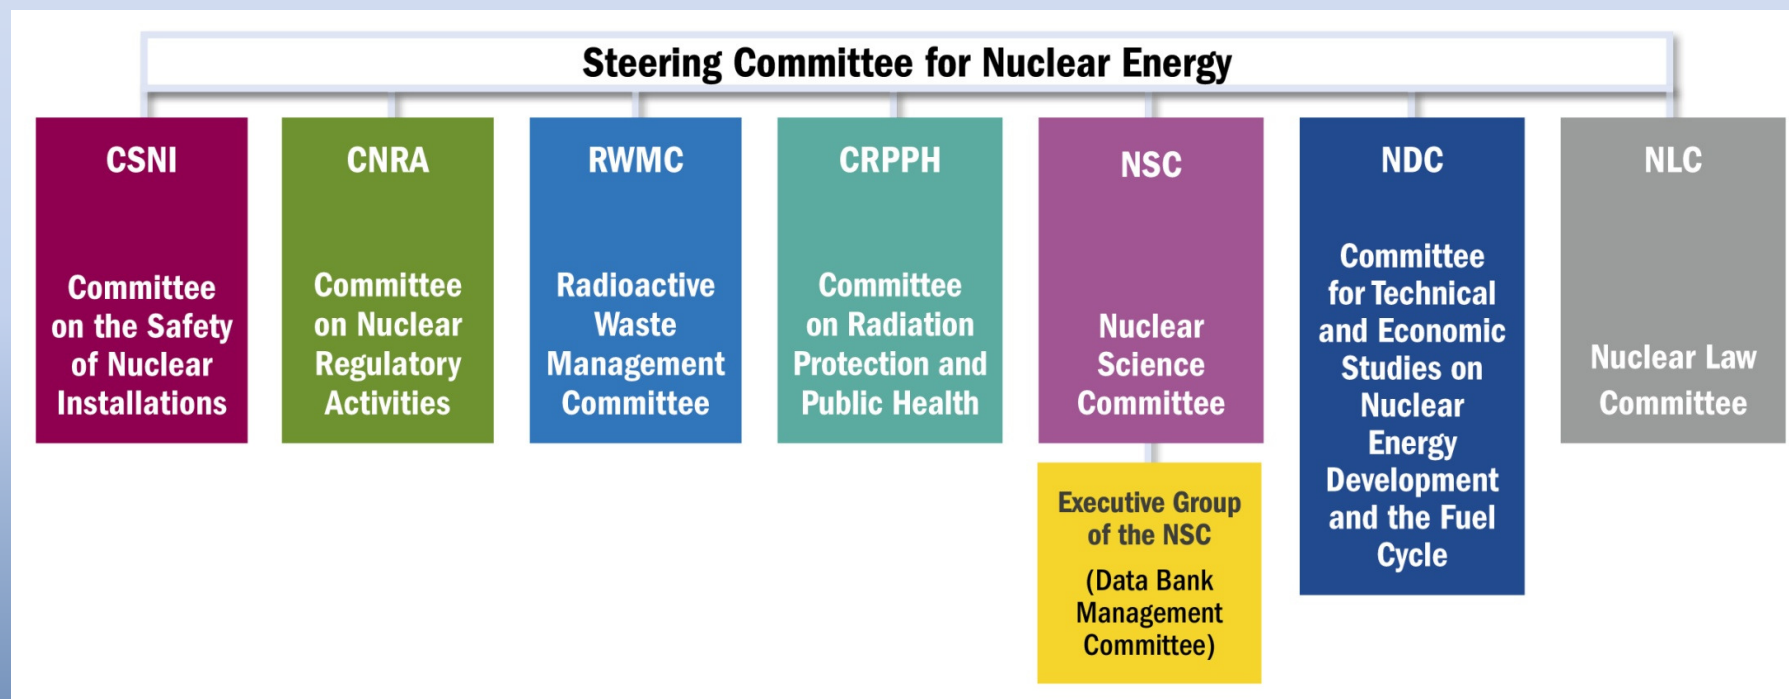 Steering Committee for Nuclear Energy
CSNI
Committee
on the Safety
of Nuclear
Installations
CNRA
Committee
on Nuclear
Regulatory
Activities
RWMC
Radioactive
Waste
Management
Committee
CRPPH
Committee
on Radiation
Protection and
Public Health
NSC
Nuclear
Science
Committee
Executive Group
of the NSC
(Data Bank
Management
Committee)
NDC
Committee
for Technical
and Economic
Studies on
Nuclear
Energy
Development
and the Fuel
Cycle
NLC
Nuclear Law
Committee